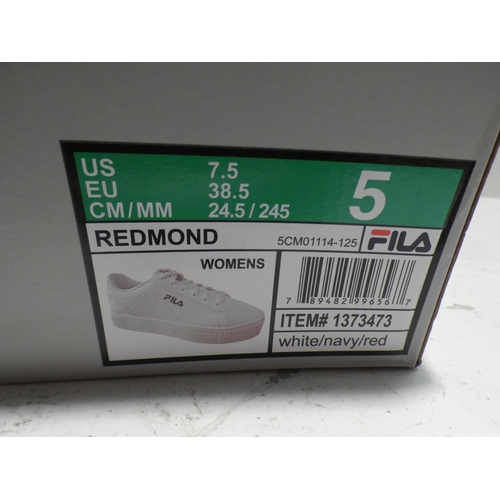 US 7.5
EU 38.5
CM/MM 24.5/245
5
REDMOND 5CM01114-125 FILA
WOMENS
FILA
7 89482 99656 7
ITEM# 1373473
white/navy/red